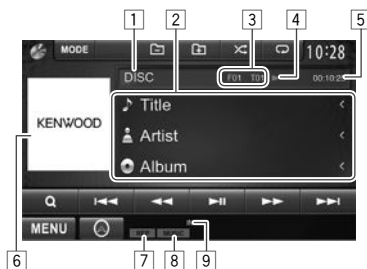 1 2 3 4 5
MODE 10:28
DISC F01 T01 00:10:25
Title
KENWOOD
Artist
Album
MENU
MUSIC
6 7 8 9